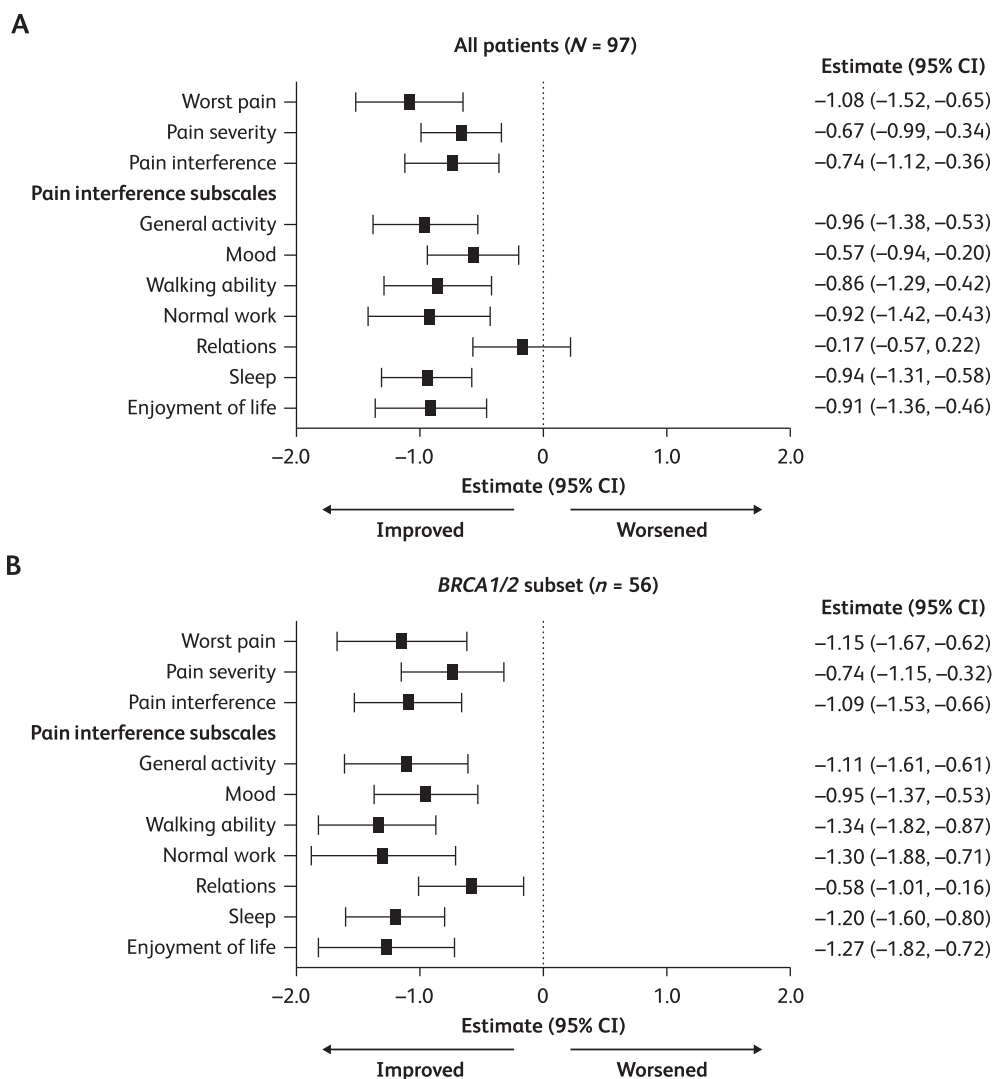 A
All patients (N = 97)
Estimate (95% CI)
Worst pain –1.08 (–1.52, –0.65)
Pain severity –0.67 (–0.99, –0.34)
Pain interference –0.74 (–1.12, –0.36)
Pain interference subscales
General activity –0.96 (–1.38, –0.53)
Mood –0.57 (–0.94, –0.20)
Walking ability –0.86 (–1.29, –0.42)
Normal work –0.92 (–1.42, –0.43)
Relations –0.17 (–0.57, 0.22)
Sleep –0.94 (–1.31, –0.58)
Enjoyment of life –0.91 (–1.36, –0.46)
–2.0 –1.0 0 1.0 2.0
Estimate (95% CI)
Improved Worsened
B
BRCA1/2 subset (n = 56)
Estimate (95% CI)
Worst pain –1.15 (–1.67, –0.62)
Pain severity –0.74 (–1.15, –0.32)
Pain interference –1.09 (–1.53, –0.66)
Pain interference subscales
General activity –1.11 (–1.61, –0.61)
Mood –0.95 (–1.37, –0.53)
Walking ability –1.34 (–1.82, –0.87)
Normal work –1.30 (–1.88, –0.71)
Relations –0.58 (–1.01, –0.16)
Sleep –1.20 (–1.60, –0.80)
Enjoyment of life –1.27 (–1.82, –0.72)
–2.0 –1.0 0 1.0 2.0
Estimate (95% CI)
Improved Worsened